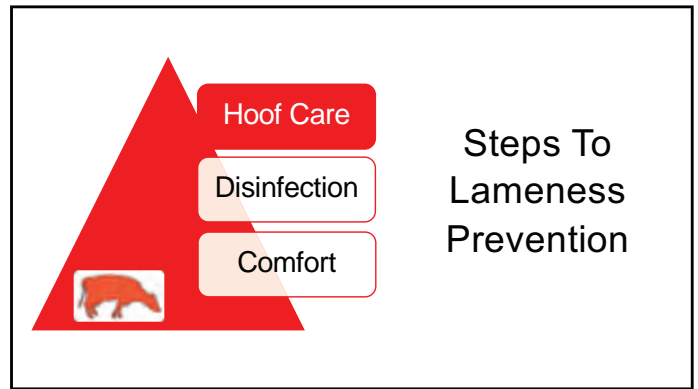 Hoof Care
Disinfection
Comfort
Steps To
Lameness
Prevention